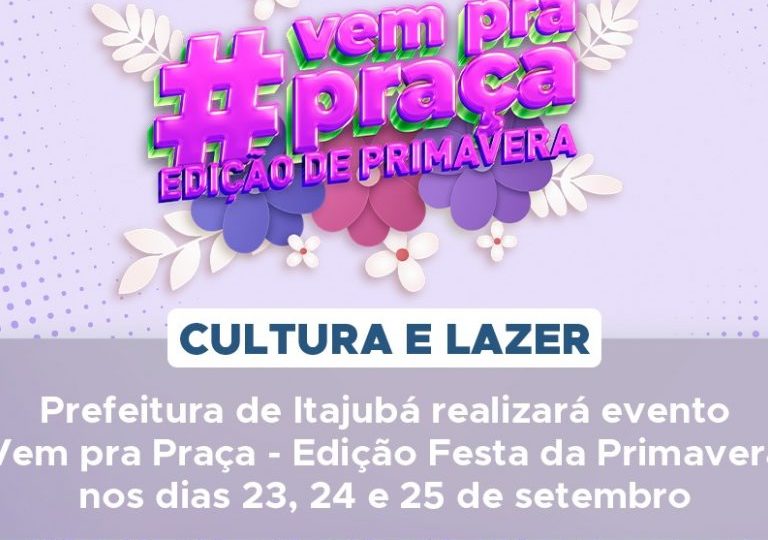 #vem pra
praça
EDIÇÃO DE PRIMAVERA
CULTURA E LAZER
Prefeitura de Itajubá realizará evento
Vem pra Praça - Edição Festa da Primavera
nos dias 23, 24 e 25 de setembro